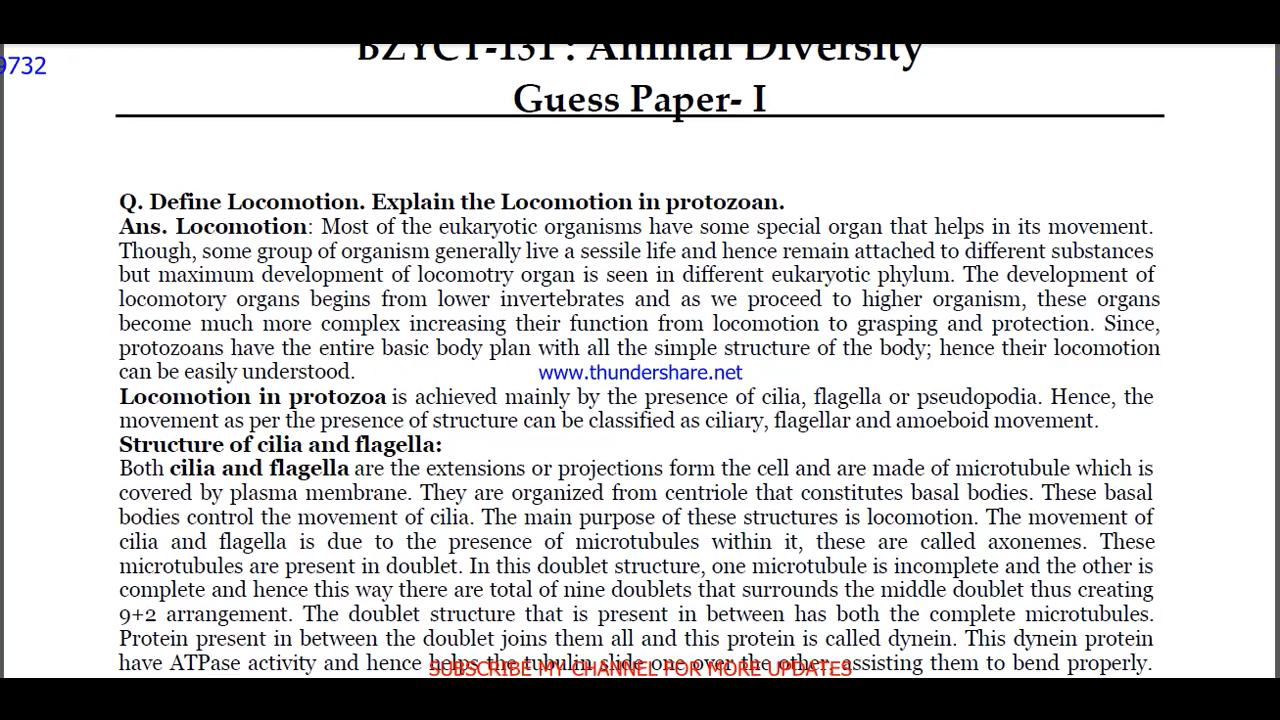 BZYCT-131 : Animal Diversity
9732
Guess Paper- I
Q. Define Locomotion. Explain the Locomotion in protozoan.
Ans. Locomotion: Most of the eukaryotic organisms have some special organ that helps in its movement.
Though, some group of organism generally live a sessile life and hence remain attached to different substances
but maximum development of locomotry organ is seen in different eukaryotic phylum. The development of
locomotory organs begins from lower invertebrates and as we proceed to higher organism, these organs
become much more complex increasing their function from locomotion to grasping and protection. Since,
protozoans have the entire basic body plan with all the simple structure of the body; hence their locomotion
can be easily understood.
www.thundershare.net
Locomotion in protozoa is achieved mainly by the presence of cilia, flagella or pseudopodia. Hence, the
movement as per the presence of structure can be classified as ciliary, flagellar and amoeboid movement.
Structure of cilia and flagella:
Both cilia and flagella are the extensions or projections form the cell and are made of microtubule which is
covered by plasma membrane. They are organized from centriole that constitutes basal bodies. These basal
bodies control the movement of cilia. The main purpose of these structures is locomotion. The movement of
cilia and flagella is due to the presence of microtubules within it, these are called axonemes. These
microtubules are present in doublet. In this doublet structure, one microtubule is incomplete and the other is
complete and hence this way there are total of nine doublets that surrounds the middle doublet thus creating
9+2 arrangement. The doublet structure that is present in between has both the complete microtubules.
Protein present in between the doublet joins them all and this protein is called dynein. This dynein protein
have ATPase activity and hence helps the tubulin slide one over the other, assisting them to bend properly.
SUBSCRIBE MY CHANNEL FOR MORE UPDATES